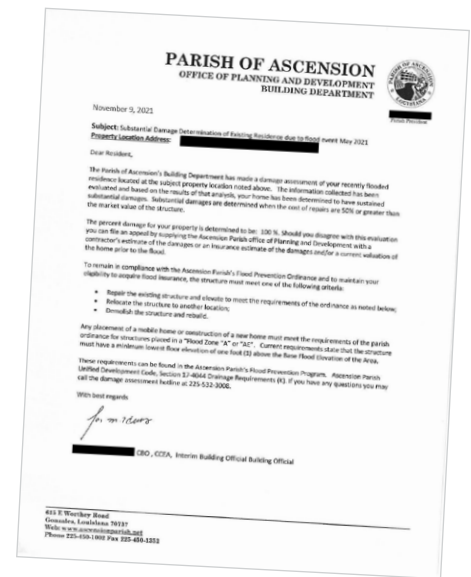 PARISH OF ASCENSION
OFFICE OF PLANNING AND DEVELOPMENT
BUILDING DEPARTMENT
PARISH OF ASCENSION
LOUISIANA
Parish President
November 9, 2021
Subject: Substantial Damage Determination of Existing Residence due to flood event May 2021
Property Location Address:
Dear Resident,
The Parish of Ascension's Building Department has made a damage assessment of your recently flooded
residence located at the subject property location noted above. The information collected has been
evaluated and based on the results of that analysis, your home has been determined to have sustained
substantial damages. Substantial damages are determined when the cost of repairs are 50% or greater than
the market value of the structure.
The percent damage for your property is determined to be: 100 %. Should you disagree with this evaluation
you can file an appeal by supplying the Ascension Parish office of Planning and Development with a
contractor's estimate of the damages or an insurance estimate of the damages and/or a current valuation of
the home prior to the flood.
To remain in compliance with the Ascension Parish's Flood Prevention Ordinance and to maintain your
eligibility to acquire flood insurance, the structure must meet one of the following criteria:
• Repair the existing structure and elevate to meet the requirements of the ordinance as noted below;
• Relocate the structure to another location;
• Demolish the structure and rebuild.
Any placement of a mobile home or construction of a new home must meet the requirements of the parish
ordinance for structures placed in a "Flood Zone "A" or "AE". Current requirements state that the structure
must have a minimum lowest floor elevation of one foot (1) above the Base Flood Elevation of the Area.
These requirements can be found in the Ascension Parish's Flood Prevention Program. Ascension Parish
Unified Development Code, Section 17-4044 Drainage Requirements (K). If you have any questions you may
call the damage assessment hotline at 225-532-3008.
With best regards
CBO , CCEA, Interim Building Official Building Official
615 E Worthey Road
Gonzales, Louisiana 70737
Web: www.ascensionparish.net
Phone 225-450-1002 Fax 225-450-1352